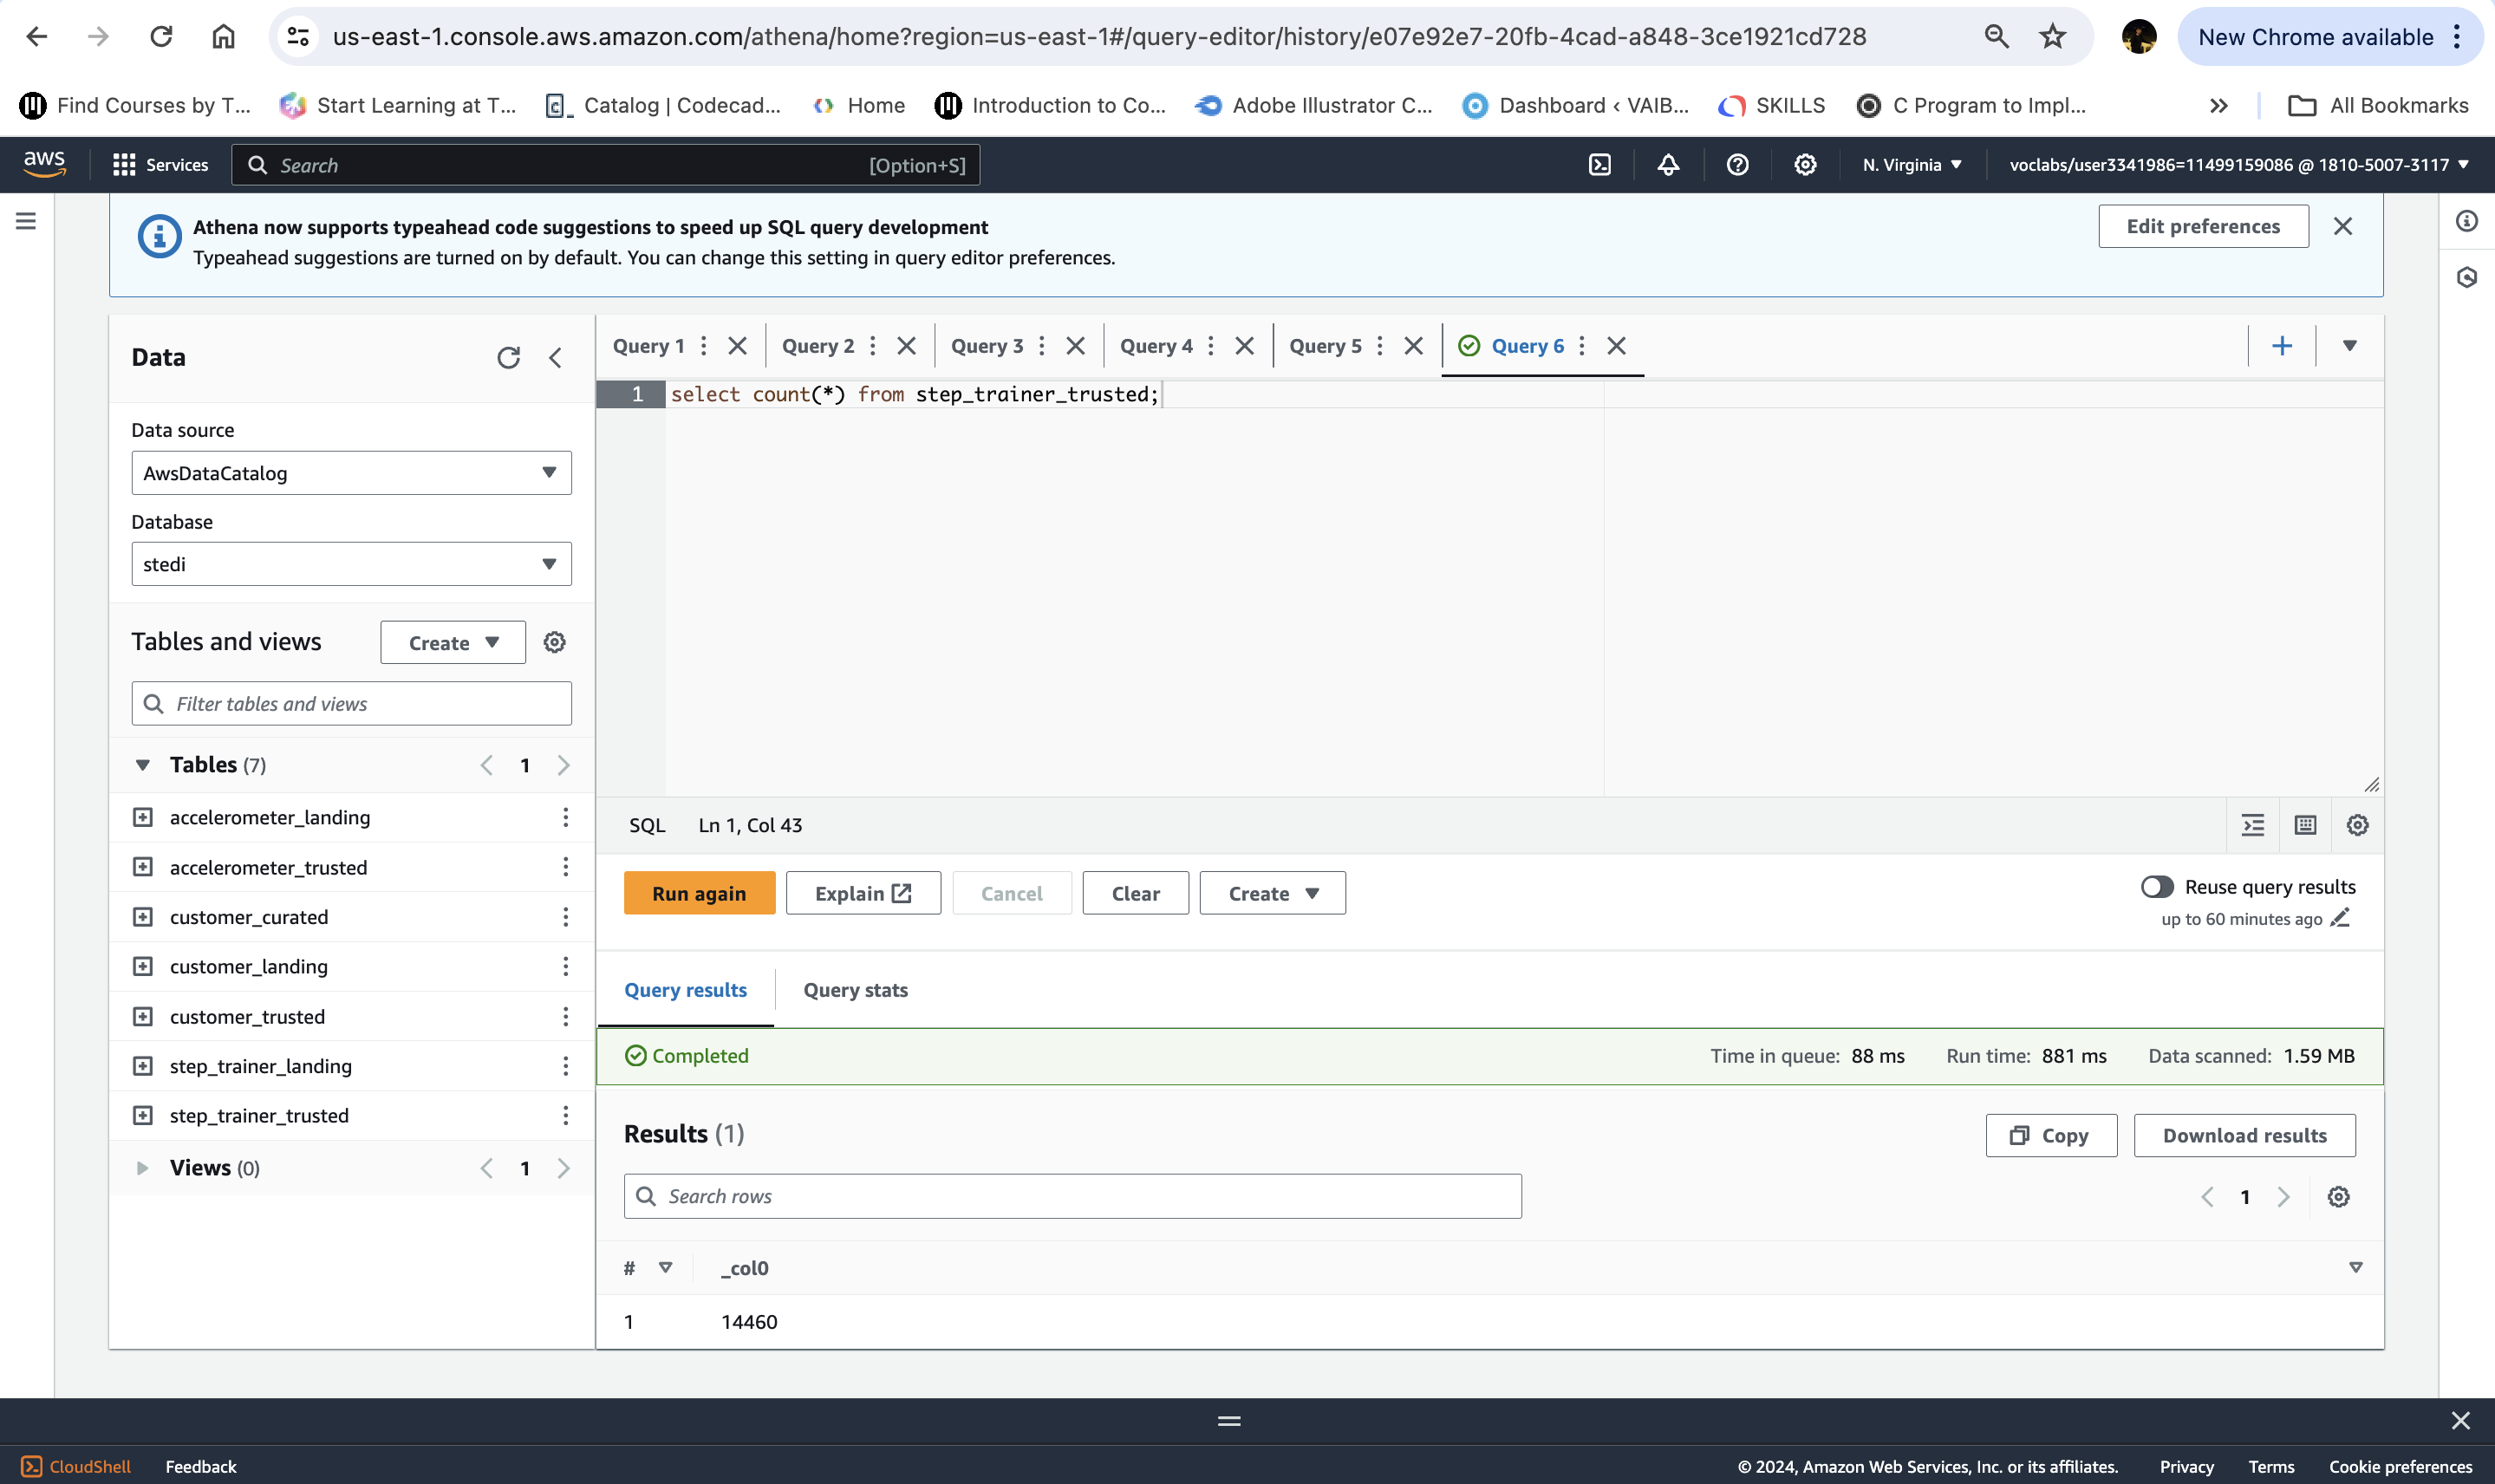 us-east-1.console.aws.amazon.com/athena/home?region=us-east-1#/query-editor/history/e07e92e7-20fb-4cad-a848-3ce1921cd728
New Chrome available
Find Courses by T...
Start Learning at T...
Catalog | Codecad...
Home
Introduction to Co...
Adobe Illustrator C...
Dashboard ‹ VAIB...
SKILLS
C Program to Impl...
All Bookmarks
aws
Services
Search
[Option+S]
N. Virginia
voclabs/user3341986=11499159086 @ 1810-5007-3117
Athena now supports typeahead code suggestions to speed up SQL query development
Typeahead suggestions are turned on by default. You can change this setting in query editor preferences.
Edit preferences
Data
Data source
AwsDataCatalog
Database
stedi
Tables and views
Create
Filter tables and views
Tables (7)
1
accelerometer_landing
accelerometer_trusted
customer_curated
customer_landing
customer_trusted
step_trainer_landing
step_trainer_trusted
Views (0)
1
Query 1
Query 2
Query 3
Query 4
Query 5
Query 6
1 select count(*) from step_trainer_trusted;
SQL
Ln 1, Col 43
Run again
Explain
Cancel
Clear
Create
Reuse query results
up to 60 minutes ago
Query results
Query stats
Completed
Time in queue: 88 ms
Run time: 881 ms
Data scanned: 1.59 MB
Results (1)
Copy
Download results
Search rows
1
# _col0
1 14460
CloudShell
Feedback
© 2024, Amazon Web Services, Inc. or its affiliates.
Privacy
Terms
Cookie preferences